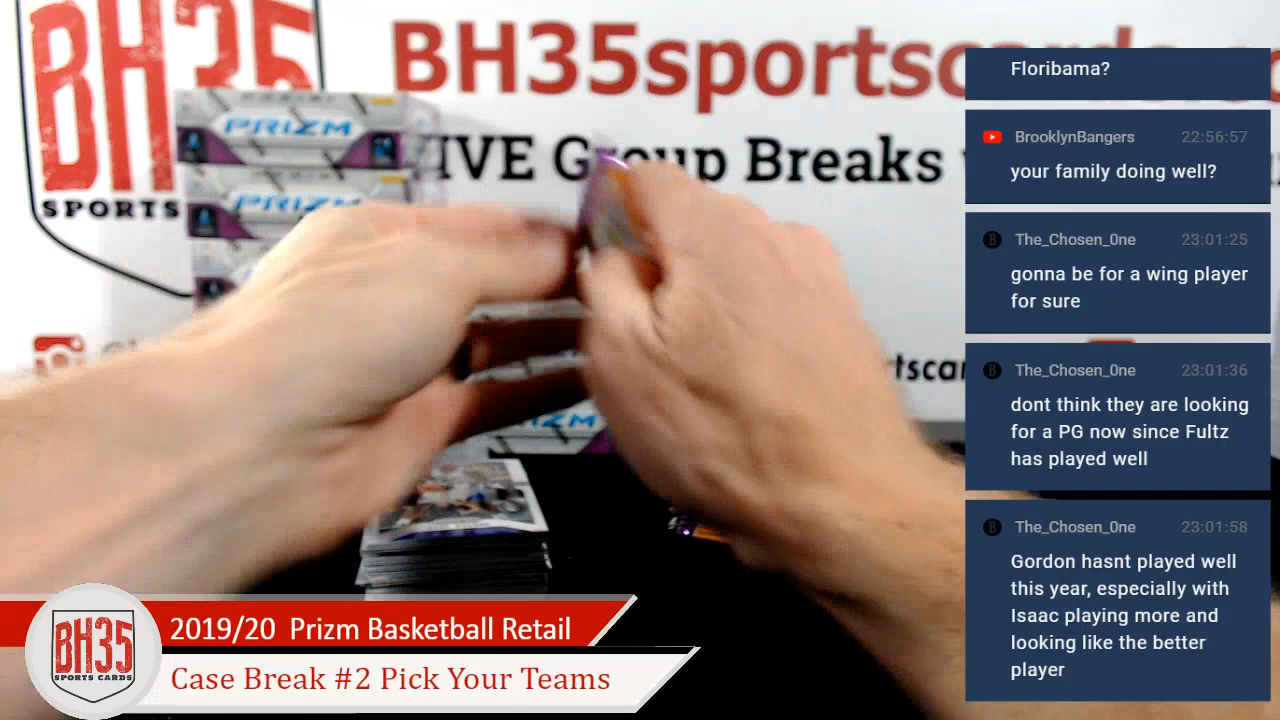 BH35
SPORTS
BH35sportsc
LIVE Group Breaks
PRIZM
PRIZM
Floribama?
BrooklynBangers 22:56:57
your family doing well?
The_Chosen_0ne 23:01:25
gonna be for a wing player
for sure
The_Chosen_0ne 23:01:36
dont think they are looking
for a PG now since Fultz
has played well
The_Chosen_0ne 23:01:58
Gordon hasnt played well
this year, especially with
Isaac playing more and
looking like the better
player
BH35
SPORTS CARDS
2019/20 Prizm Basketball Retail
Case Break #2 Pick Your Teams